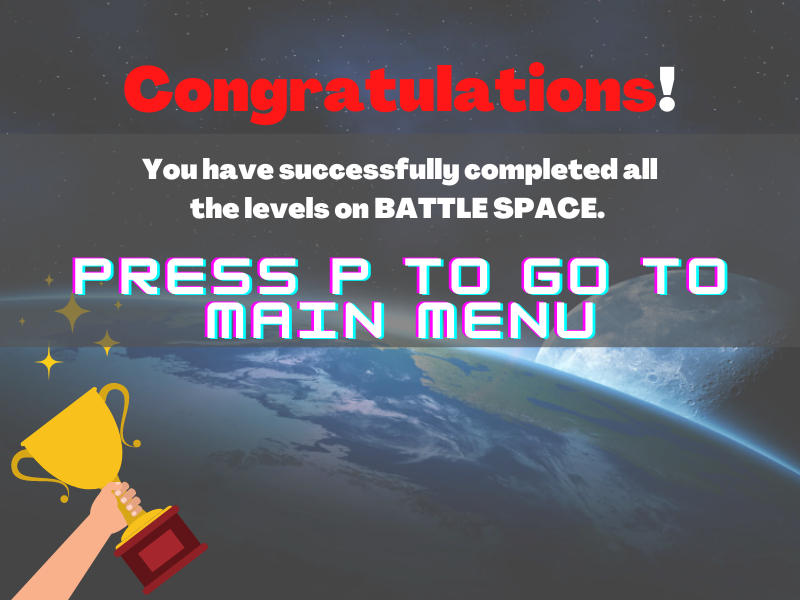 Congratulations!
You have successfully completed all
the levels on BATTLE SPACE.
PRESS P TO GO TO
MAIN MENU